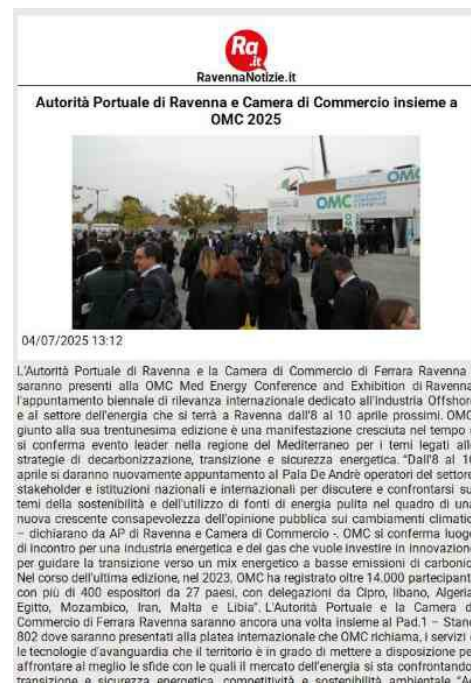 Ra
.it
RavennaNotizie.it
Autorità Portuale di Ravenna e Camera di Commercio insieme a
OMC 2025
OMC
OMC
04/07/2025 13:12
L'Autorità Portuale di Ravenna e la Camera di Commercio di Ferrara Ravenna
saranno presenti alla OMC Med Energy Conference and Exhibition di Ravenna
l'appuntamento biennale di rilevanza internazionale dedicato all'Industria Offshore
e al settore dell'energia che si terrà a Ravenna dall'8 al 10 aprile prossimi. OMC
giunto alla sua trentunesima edizione è una manifestazione cresciuta nel tempo
si conferma evento leader nella regione del Mediterraneo per i temi legati alle
strategie di decarbonizzazione, transizione e sicurezza energetica. "Dall'8 al 10
aprile si daranno nuovamente appuntamento al Pala De Andrè operatori del settore
stakeholder e istituzioni nazionali e internazionali per discutere e confrontarsi su
temi della sostenibilità e dell'utilizzo di fonti di energia pulita nel quadro di una
nuova crescente consapevolezza dell'opinione pubblica sui cambiamenti climatic
– dichiarano da AP di Ravenna e Camera di Commercio -. OMC si conferma luogo
di incontro per una industria energetica e del gas che vuole investire in innovazion
per guidare la transizione verso un mix energetico a basse emissioni di carbonio
Nel corso dell'ultima edizione, nel 2023, OMC ha registrato oltre 14.000 partecipant
con più di 400 espositori da 27 paesi, con delegazioni da Cipro, libano, Algeria
Egitto, Mozambico, Iran, Malta e Libia". L'Autorità Portuale e la Camera d
Commercio di Ferrara Ravenna saranno ancora una volta insieme al Pad.1 – Stand
802 dove saranno presentati alla platea internazionale che OMC richiama, i servizi e
le tecnologie d'avanguardia che il territorio è in grado di mettere a disposizione pe
affrontare al meglio le sfide con le quali il mercato dell'energia si sta confrontando
transizione e sicurezza energetica, competitività e sostenibilità ambientale "Ad